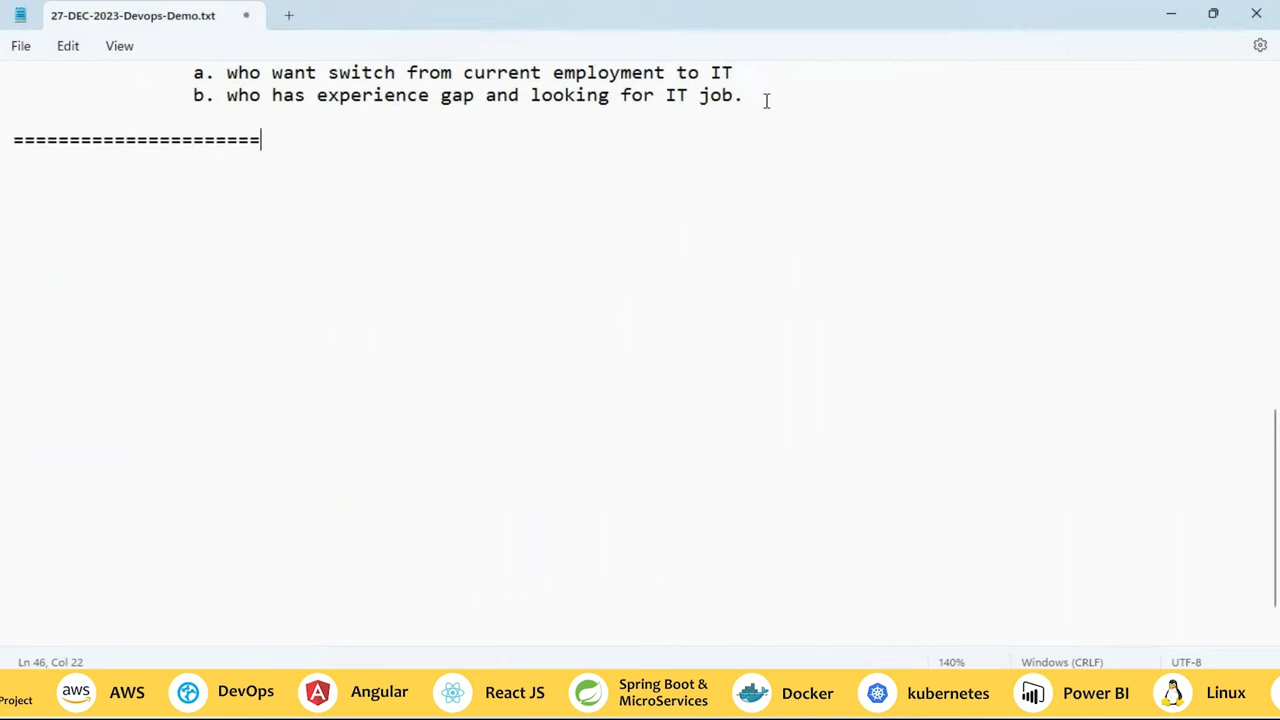 27-DEC-2023-Devops-Demo.txt
File Edit View
a. who want switch from current employment to IT
b. who has experience gap and looking for IT job.
======================
Ln 46, Col 22 140% Windows (CRLF) UTF-8
Project aws AWS DevOps Angular React JS Spring Boot & MicroServices Docker kubernetes Power BI Linux